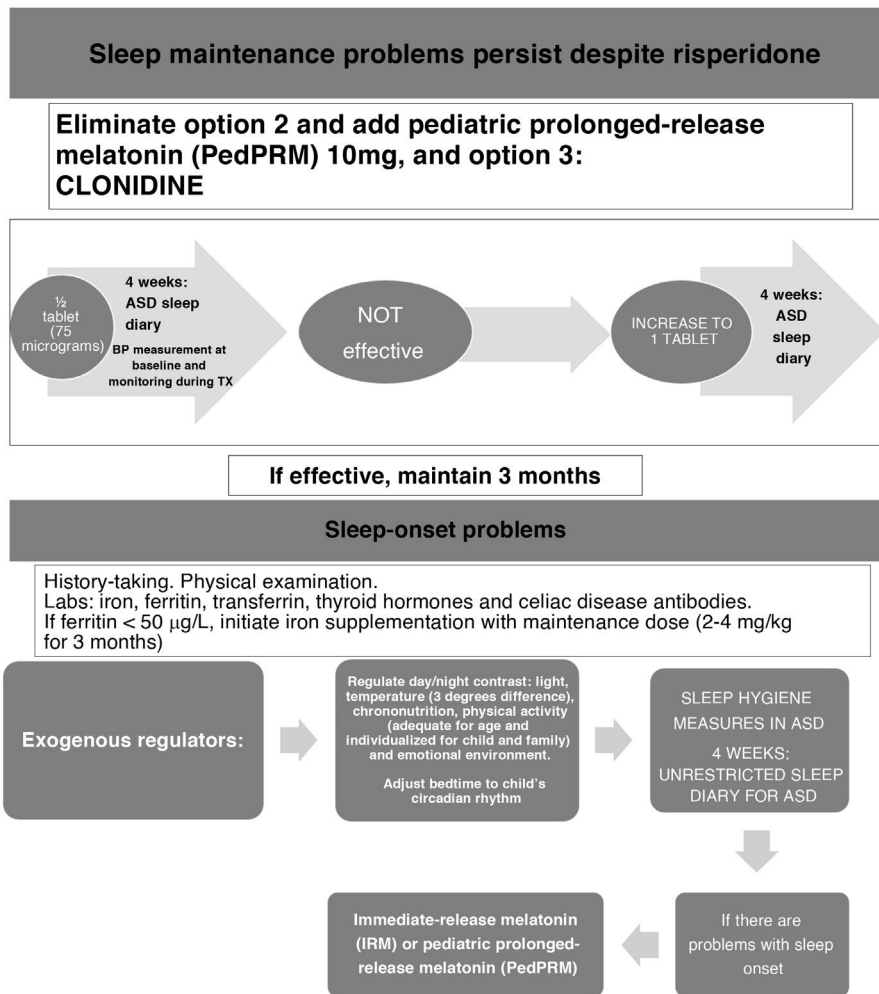 Sleep maintenance problems persist despite risperidone
Eliminate option 2 and add pediatric prolonged-release
melatonin (PedPRM) 10mg, and option 3:
CLONIDINE
½
tablet
(75
micrograms)
4 weeks:
ASD sleep
diary
BP measurement at
baseline and
monitoring during TX
NOT
effective
INCREASE TO
1 TABLET
4 weeks:
ASD
sleep
diary
If effective, maintain 3 months
Sleep-onset problems
History-taking. Physical examination.
Labs: iron, ferritin, transferrin, thyroid hormones and celiac disease antibodies.
If ferritin < 50 µg/L, initiate iron supplementation with maintenance dose (2-4 mg/kg
for 3 months)
Exogenous regulators:
Regulate day/night contrast: light,
temperature (3 degrees difference),
chrononutrition, physical activity
(adequate for age and
individualized for child and family)
and emotional environment.
Adjust bedtime to child's
circadian rhythm
SLEEP HYGIENE
MEASURES IN ASD
4 WEEKS:
UNRESTRICTED SLEEP
DIARY FOR ASD
If there are
problems with sleep
onset
Immediate-release melatonin
(IRM) or pediatric prolonged-
release melatonin (PedPRM)